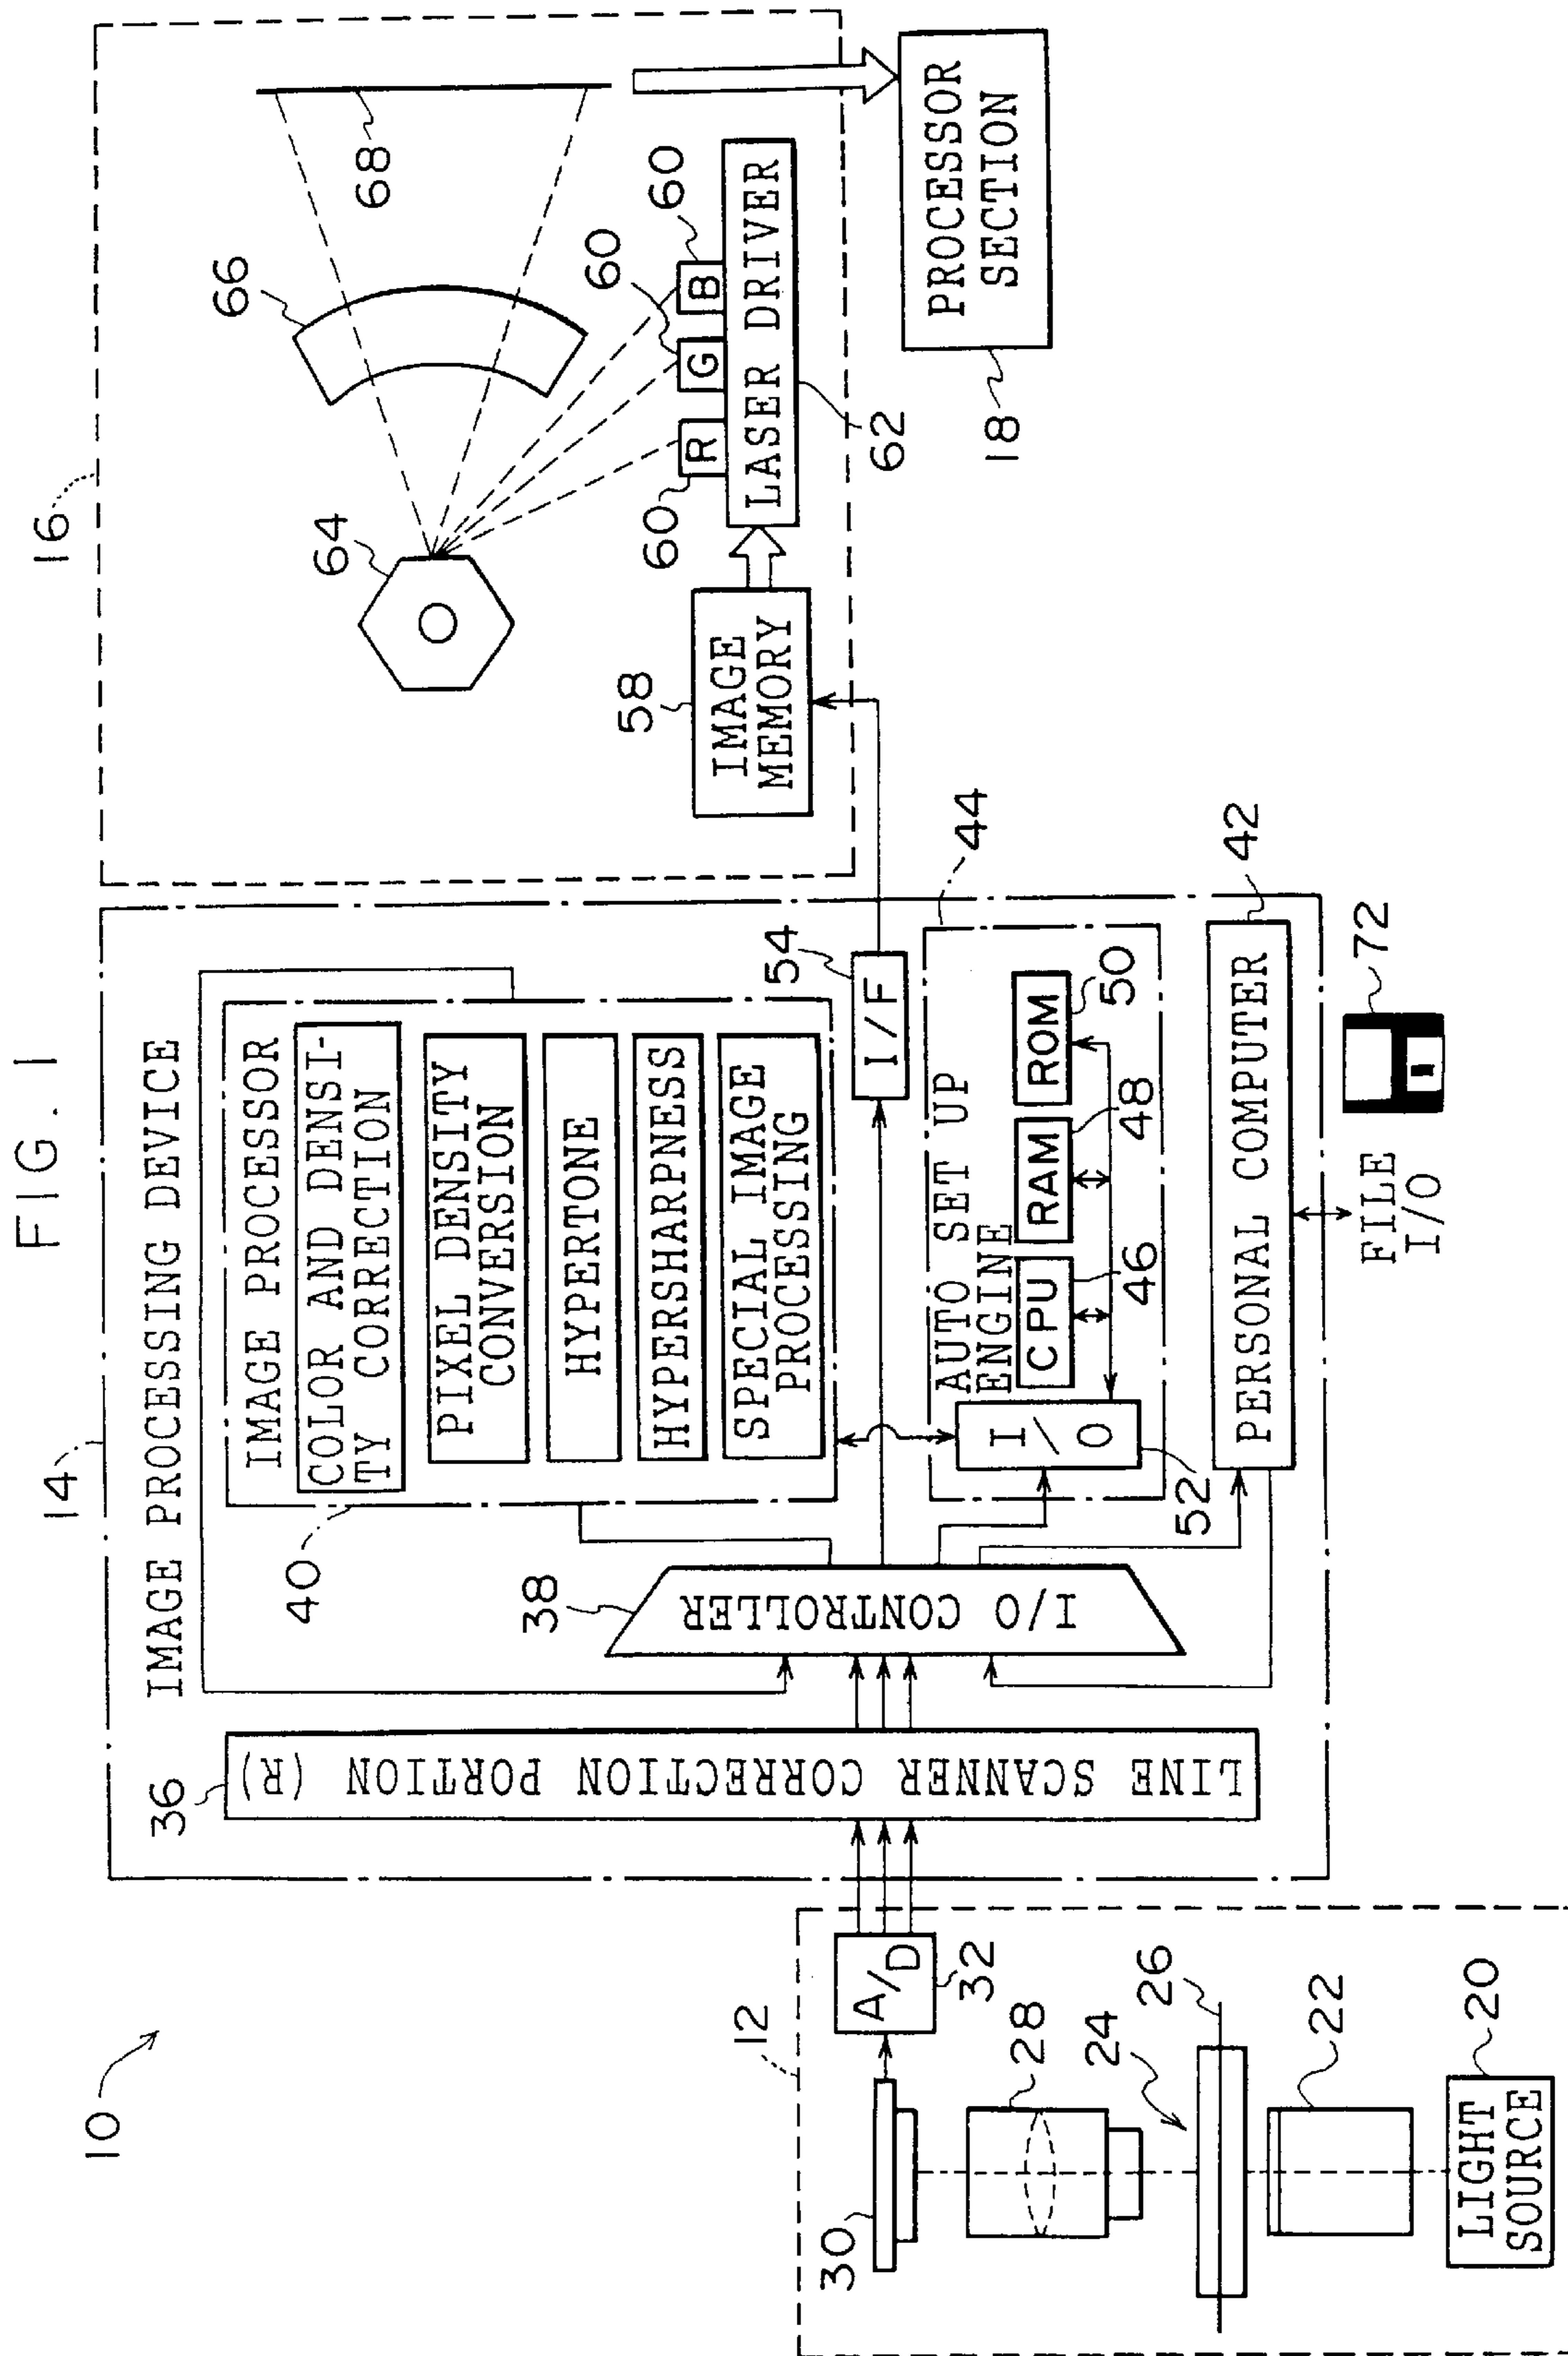 FIG. 1
10
12
LIGHT
SOURCE
20
22
24
26
28
30
A/D
32
14
IMAGE PROCESSING DEVICE
36
LINE SCANNER CORRECTION PORTION (R)
38
I/O CONTROLLER
40
IMAGE PROCESSOR
COLOR AND DENSI-
TY CORRECTION
PIXEL DENSITY
CONVERSION
HYPERTONE
HYPERSHARPNESS
SPECIAL IMAGE
PROCESSING
54
I/F
44
AUTO SET UP
ENGINE
CPU
RAM
ROM
46
48
50
I/O
52
PERSONAL COMPUTER
42
FILE
I/O
72
16
64
66
68
58
IMAGE
MEMORY
60
R
60
G
60
B
LASER DRIVER
62
PROCESSOR
SECTION
18